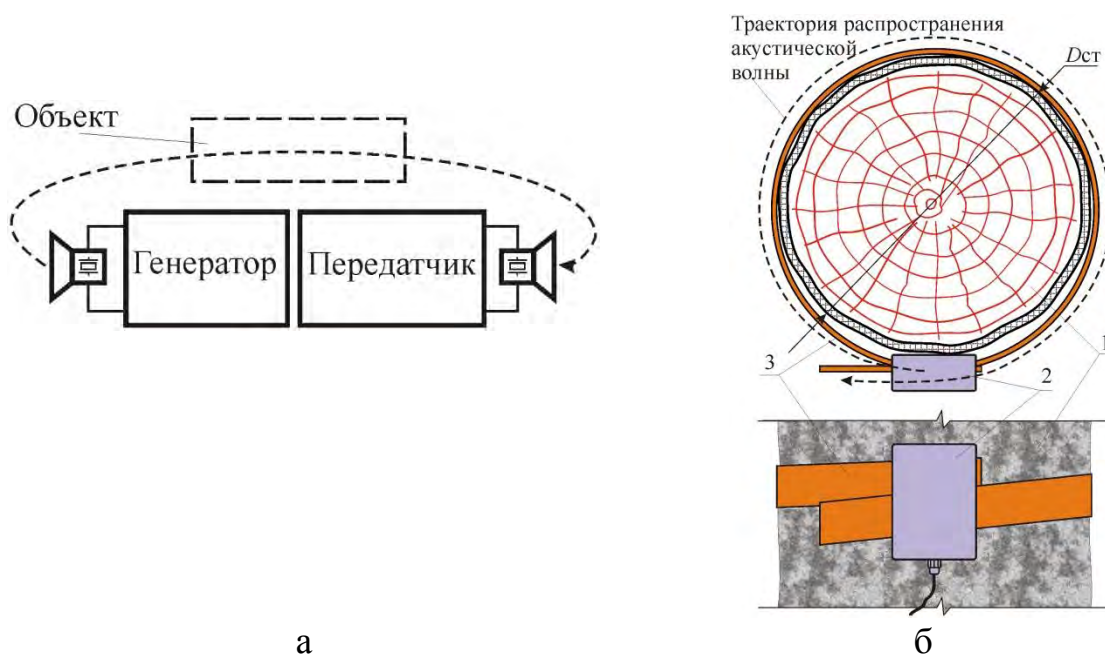 Объект
Генератор
Передатчик
а
Траектория распространения
акустической
волны
Dст
3
2
1
б